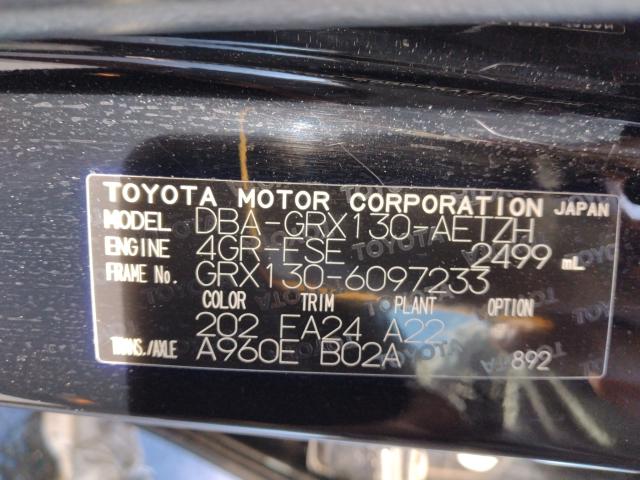 TOYOTA MOTOR CORPORATION JAPAN
MODEL DBA-GRX130-AETZH
ENGINE 4GR-FSE 2499 mL
FRAME No. GRX130-6097233
COLOR TRIM PLANT OPTION
202 FA24 A22
TRANS./AXLE A960E B02A 892